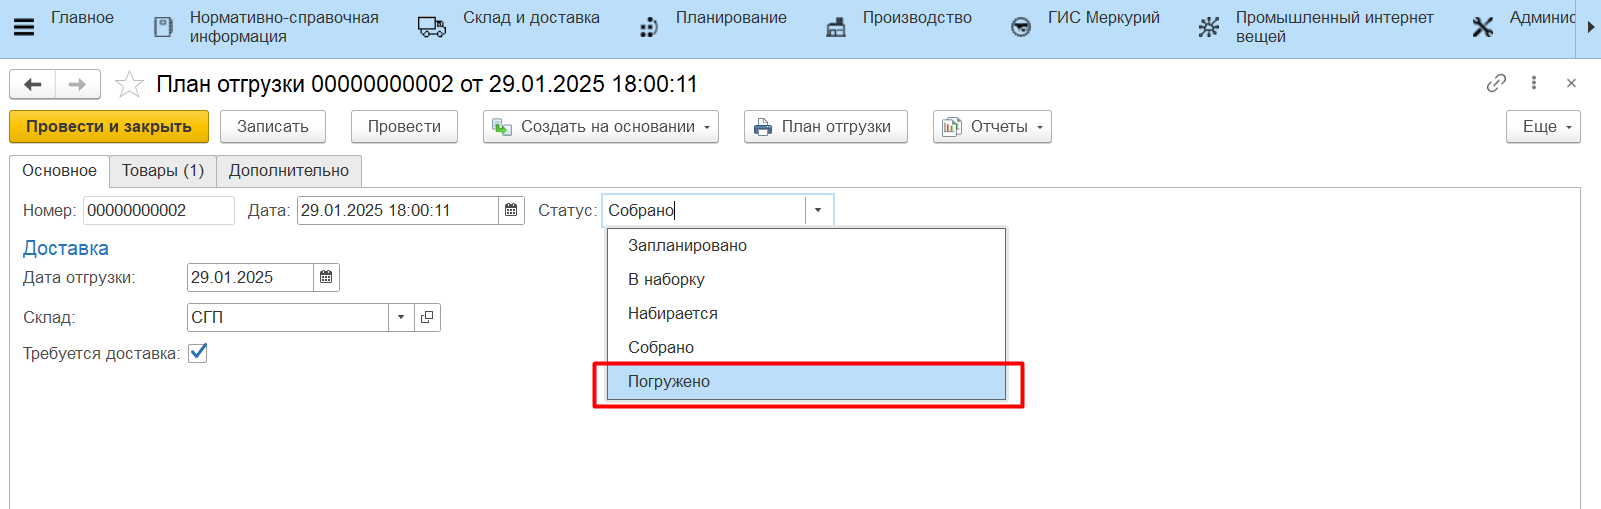 Главное
Нормативно-справочная
информация
Склад и доставка
Планирование
Производство
ГИС Меркурий
Промышленный интернет
вещей
Админис
План отгрузки 00000000002 от 29.01.2025 18:00:11
Провести и закрыть
Записать
Провести
Создать на основании
План отгрузки
Отчеты
Еще
Основное
Товары (1)
Дополнительно
Номер: 00000000002
Дата: 29.01.2025 18:00:11
Статус: Собрано
Запланировано
В наборку
Набирается
Собрано
Погружено
Доставка
Дата отгрузки: 29.01.2025
Склад: СГП
Требуется доставка: